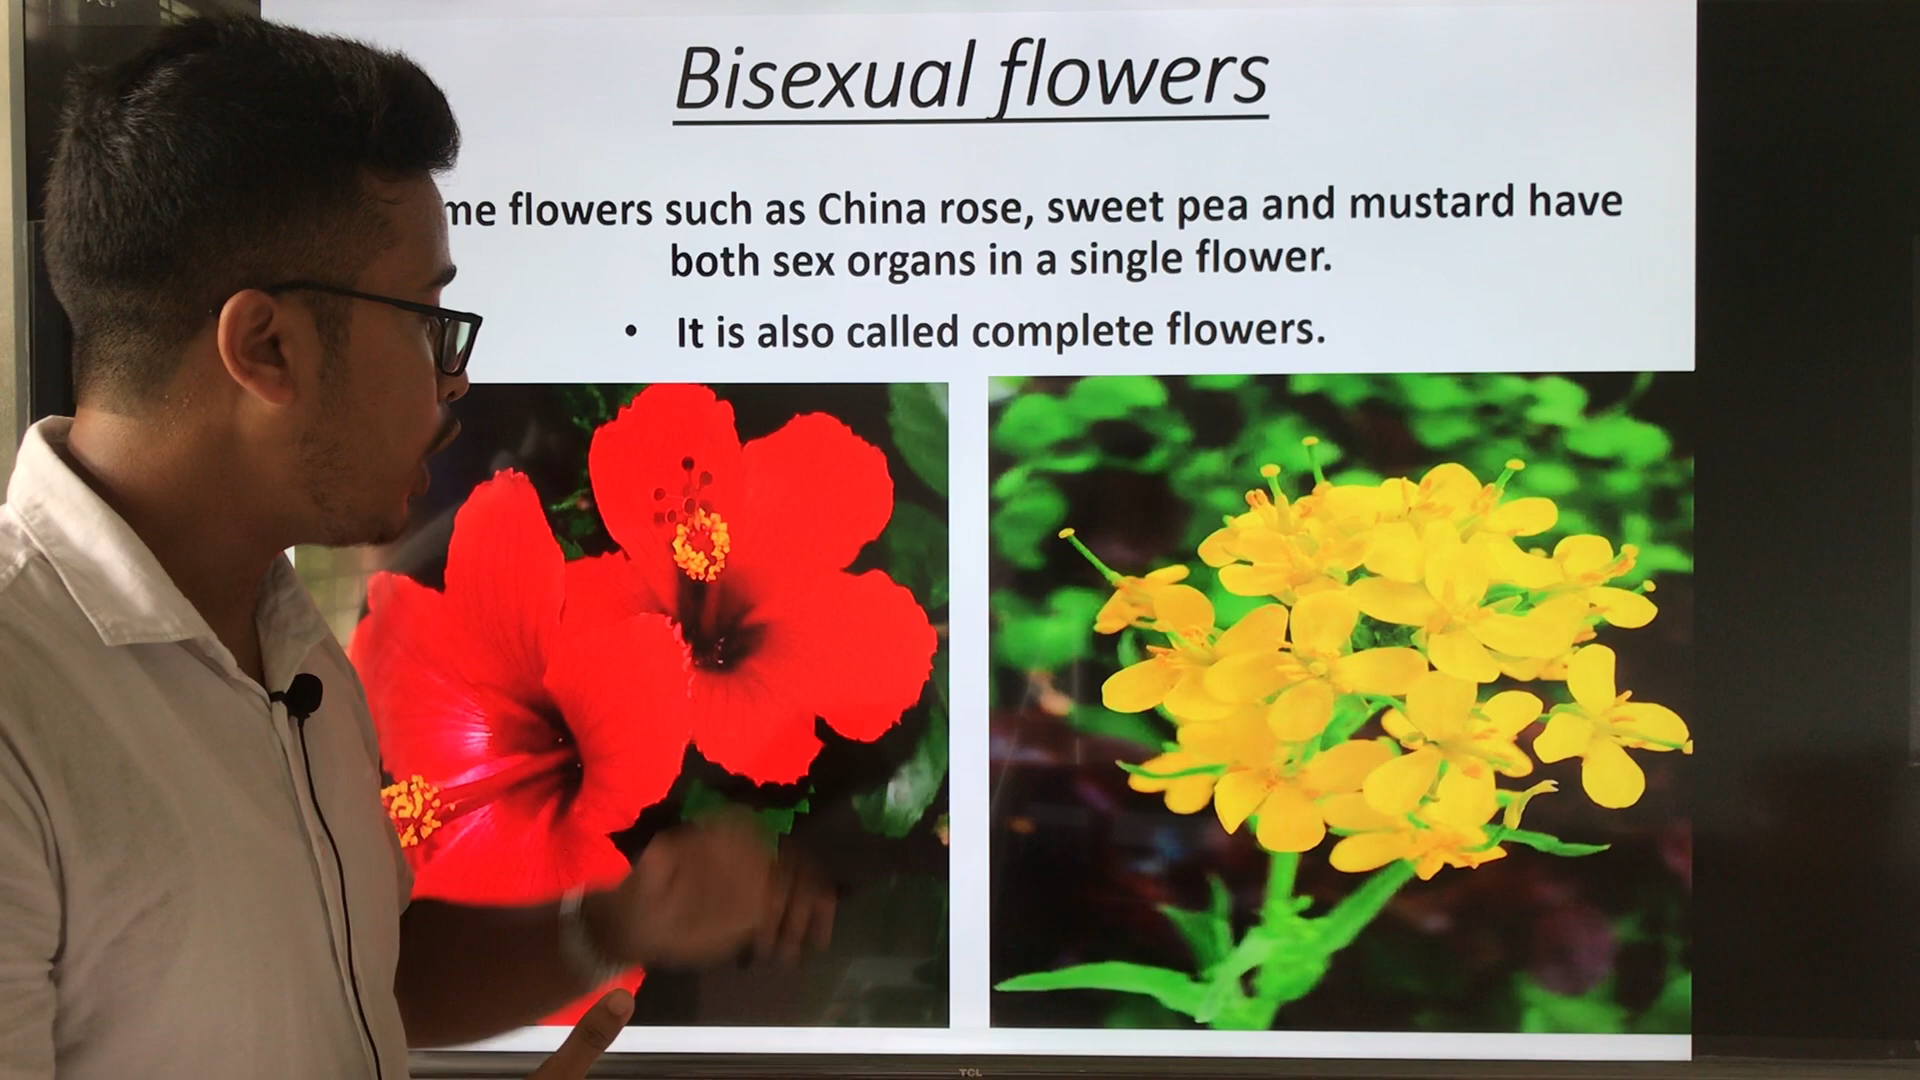 Bisexual flowers
flowers such as China rose, sweet pea and mustard have
both sex organs in a single flower.
• It is also called complete flowers.
TCL